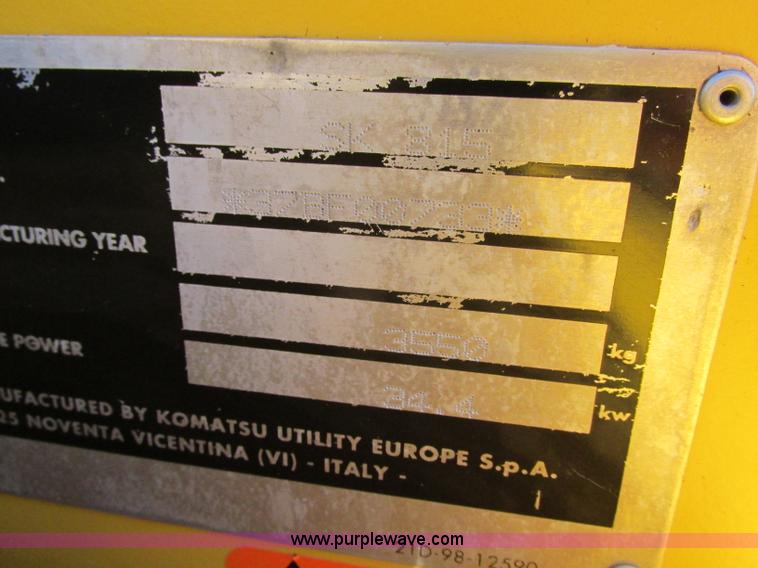 SK 815
*37BF00733*
CTURING YEAR
3550 kg
E POWER
34.4 kw
UFACTURED BY KOMATSU UTILITY EUROPE S.p.A.
25 NOVENTA VICENTINA (VI) - ITALY -
www.purplewave.com
21D-98-12590